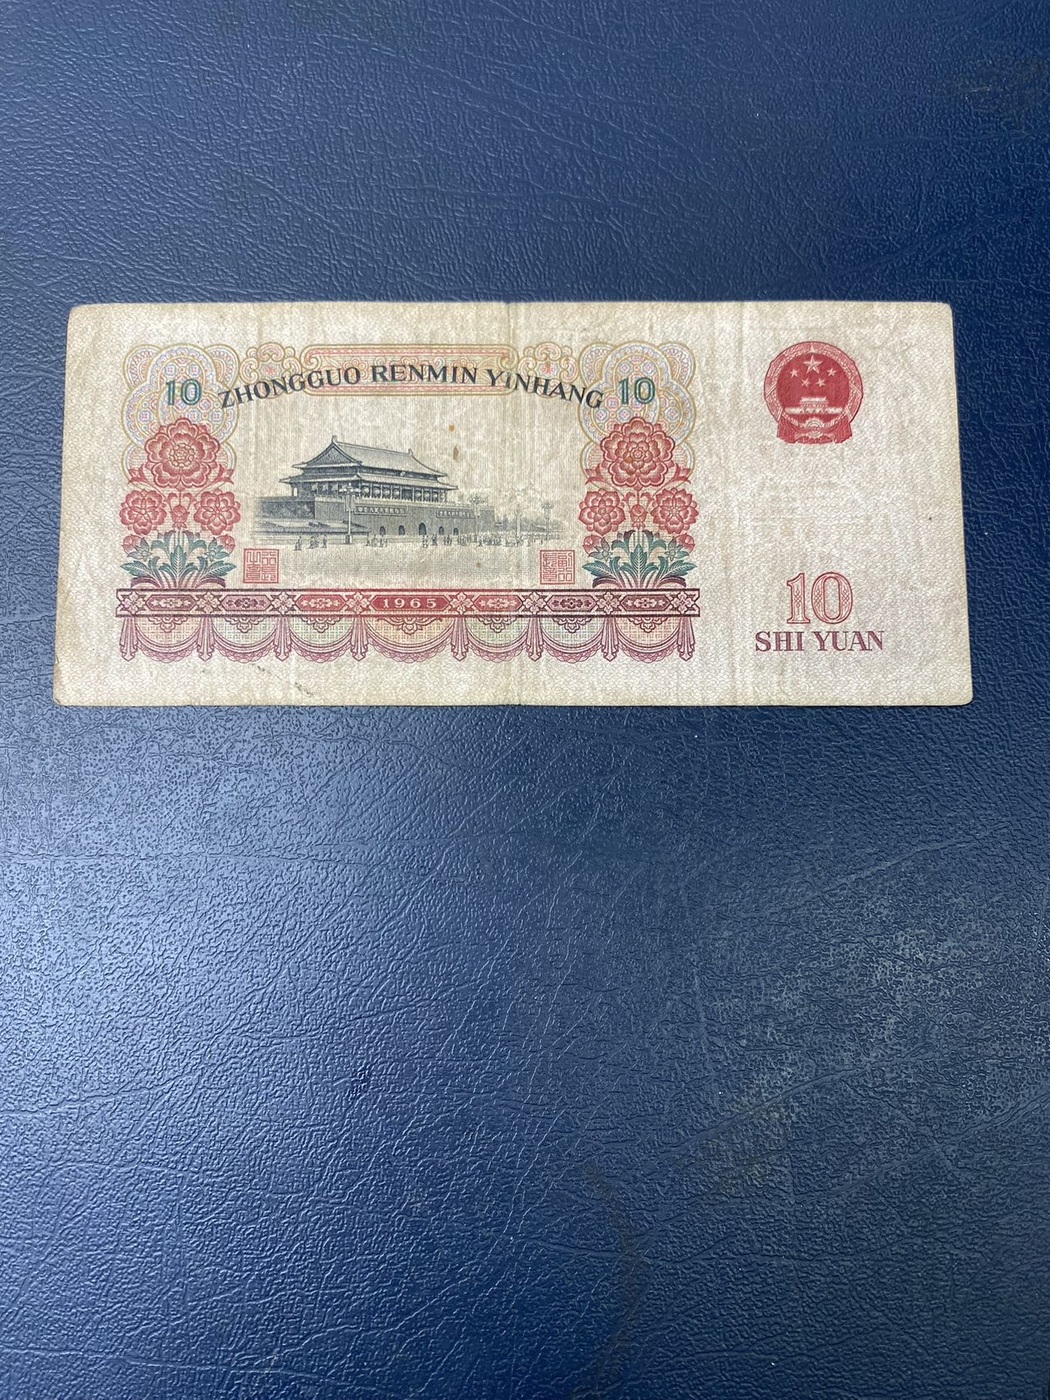 10 ZHONGGUO RENMIN YINHANG 10
1965
10
SHI YUAN